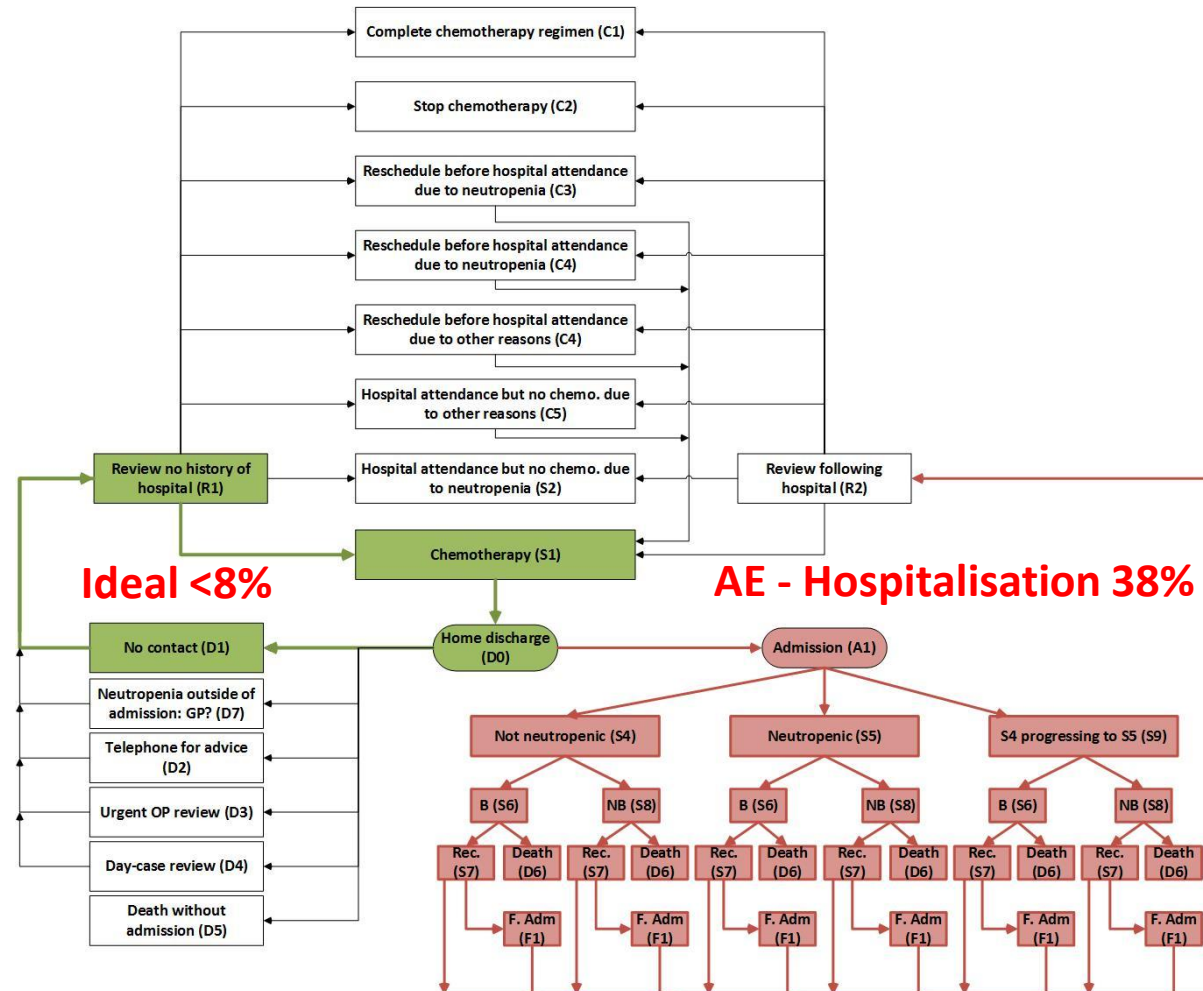 Complete chemotherapy regimen (C1)
Stop chemotherapy (C2)
Reschedule before hospital attendance
due to neutropenia (C3)
Reschedule before hospital attendance
due to neutropenia (C4)
Reschedule before hospital attendance
due to other reasons (C4)
Hospital attendance but no chemo. due
to other reasons (C5)
Review no history of
hospital (R1)
Hospital attendance but no chemo. due
to neutropenia (S2)
Review following
hospital (R2)
Chemotherapy (S1)
Ideal <8%
AE - Hospitalisation 38%
No contact (D1)
Home discharge
(D0)
Admission (A1)
Neutropenia outside of
admission: GP? (D7)
Telephone for advice
(D2)
Urgent OP review (D3)
Day-case review (D4)
Death without
admission (D5)
Not neutropenic (S4)
Neutropenic (S5)
S4 progressing to S5 (S9)
B (S6)
NB (S8)
B (S6)
NB (S8)
B (S6)
NB (S8)
Rec.
(S7)
Death
(D6)
Rec.
(S7)
Death
(D6)
Rec.
(S7)
Death
(D6)
Rec.
(S7)
Death
(D6)
Rec.
(S7)
Death
(D6)
Rec.
(S7)
Death
(D6)
F. Adm
(F1)
F. Adm
(F1)
F. Adm
(F1)
F. Adm
(F1)
F. Adm
(F1)
F. Adm
(F1)